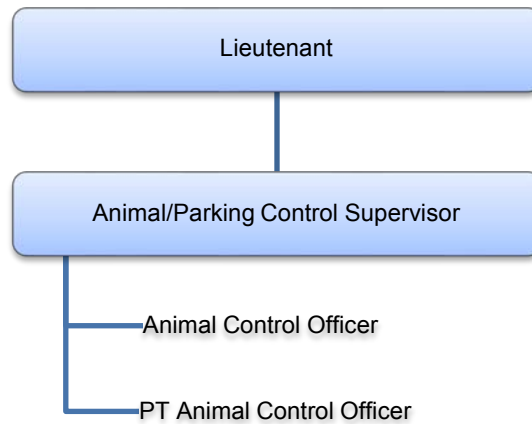 Lieutenant
Animal/Parking Control Supervisor
Animal Control Officer
PT Animal Control Officer